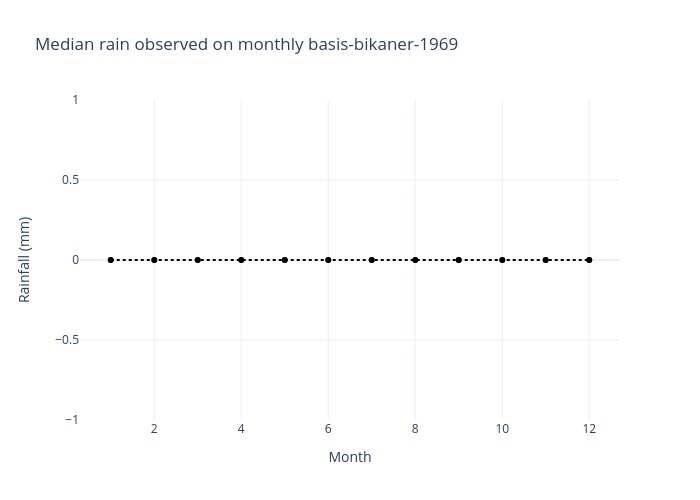 Median rain observed on monthly basis-bikaner-1969
1
0.5
0
−0.5
−1
Rainfall (mm)
2 4 6 8 10 12
Month